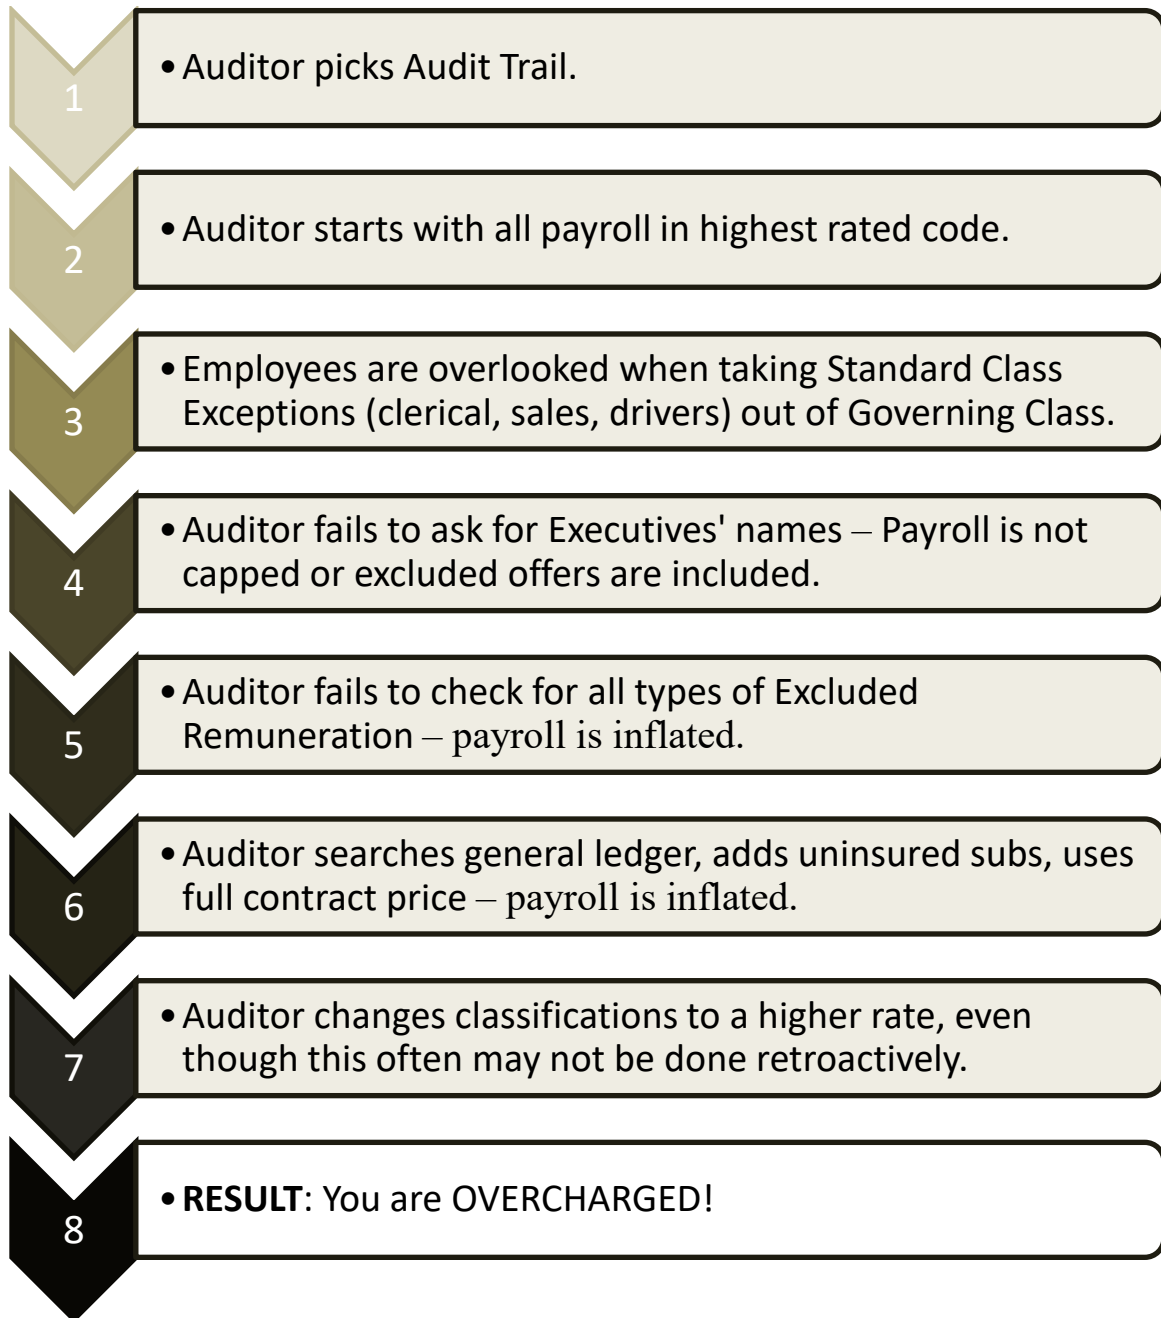 1
• Auditor picks Audit Trail.
2
• Auditor starts with all payroll in highest rated code.
3
• Employees are overlooked when taking Standard Class
Exceptions (clerical, sales, drivers) out of Governing Class.
4
• Auditor fails to ask for Executives' names – Payroll is not
capped or excluded offers are included.
5
• Auditor fails to check for all types of Excluded
Remuneration – payroll is inflated.
6
• Auditor searches general ledger, adds uninsured subs, uses
full contract price – payroll is inflated.
7
• Auditor changes classifications to a higher rate, even
though this often may not be done retroactively.
8
• RESULT: You are OVERCHARGED!